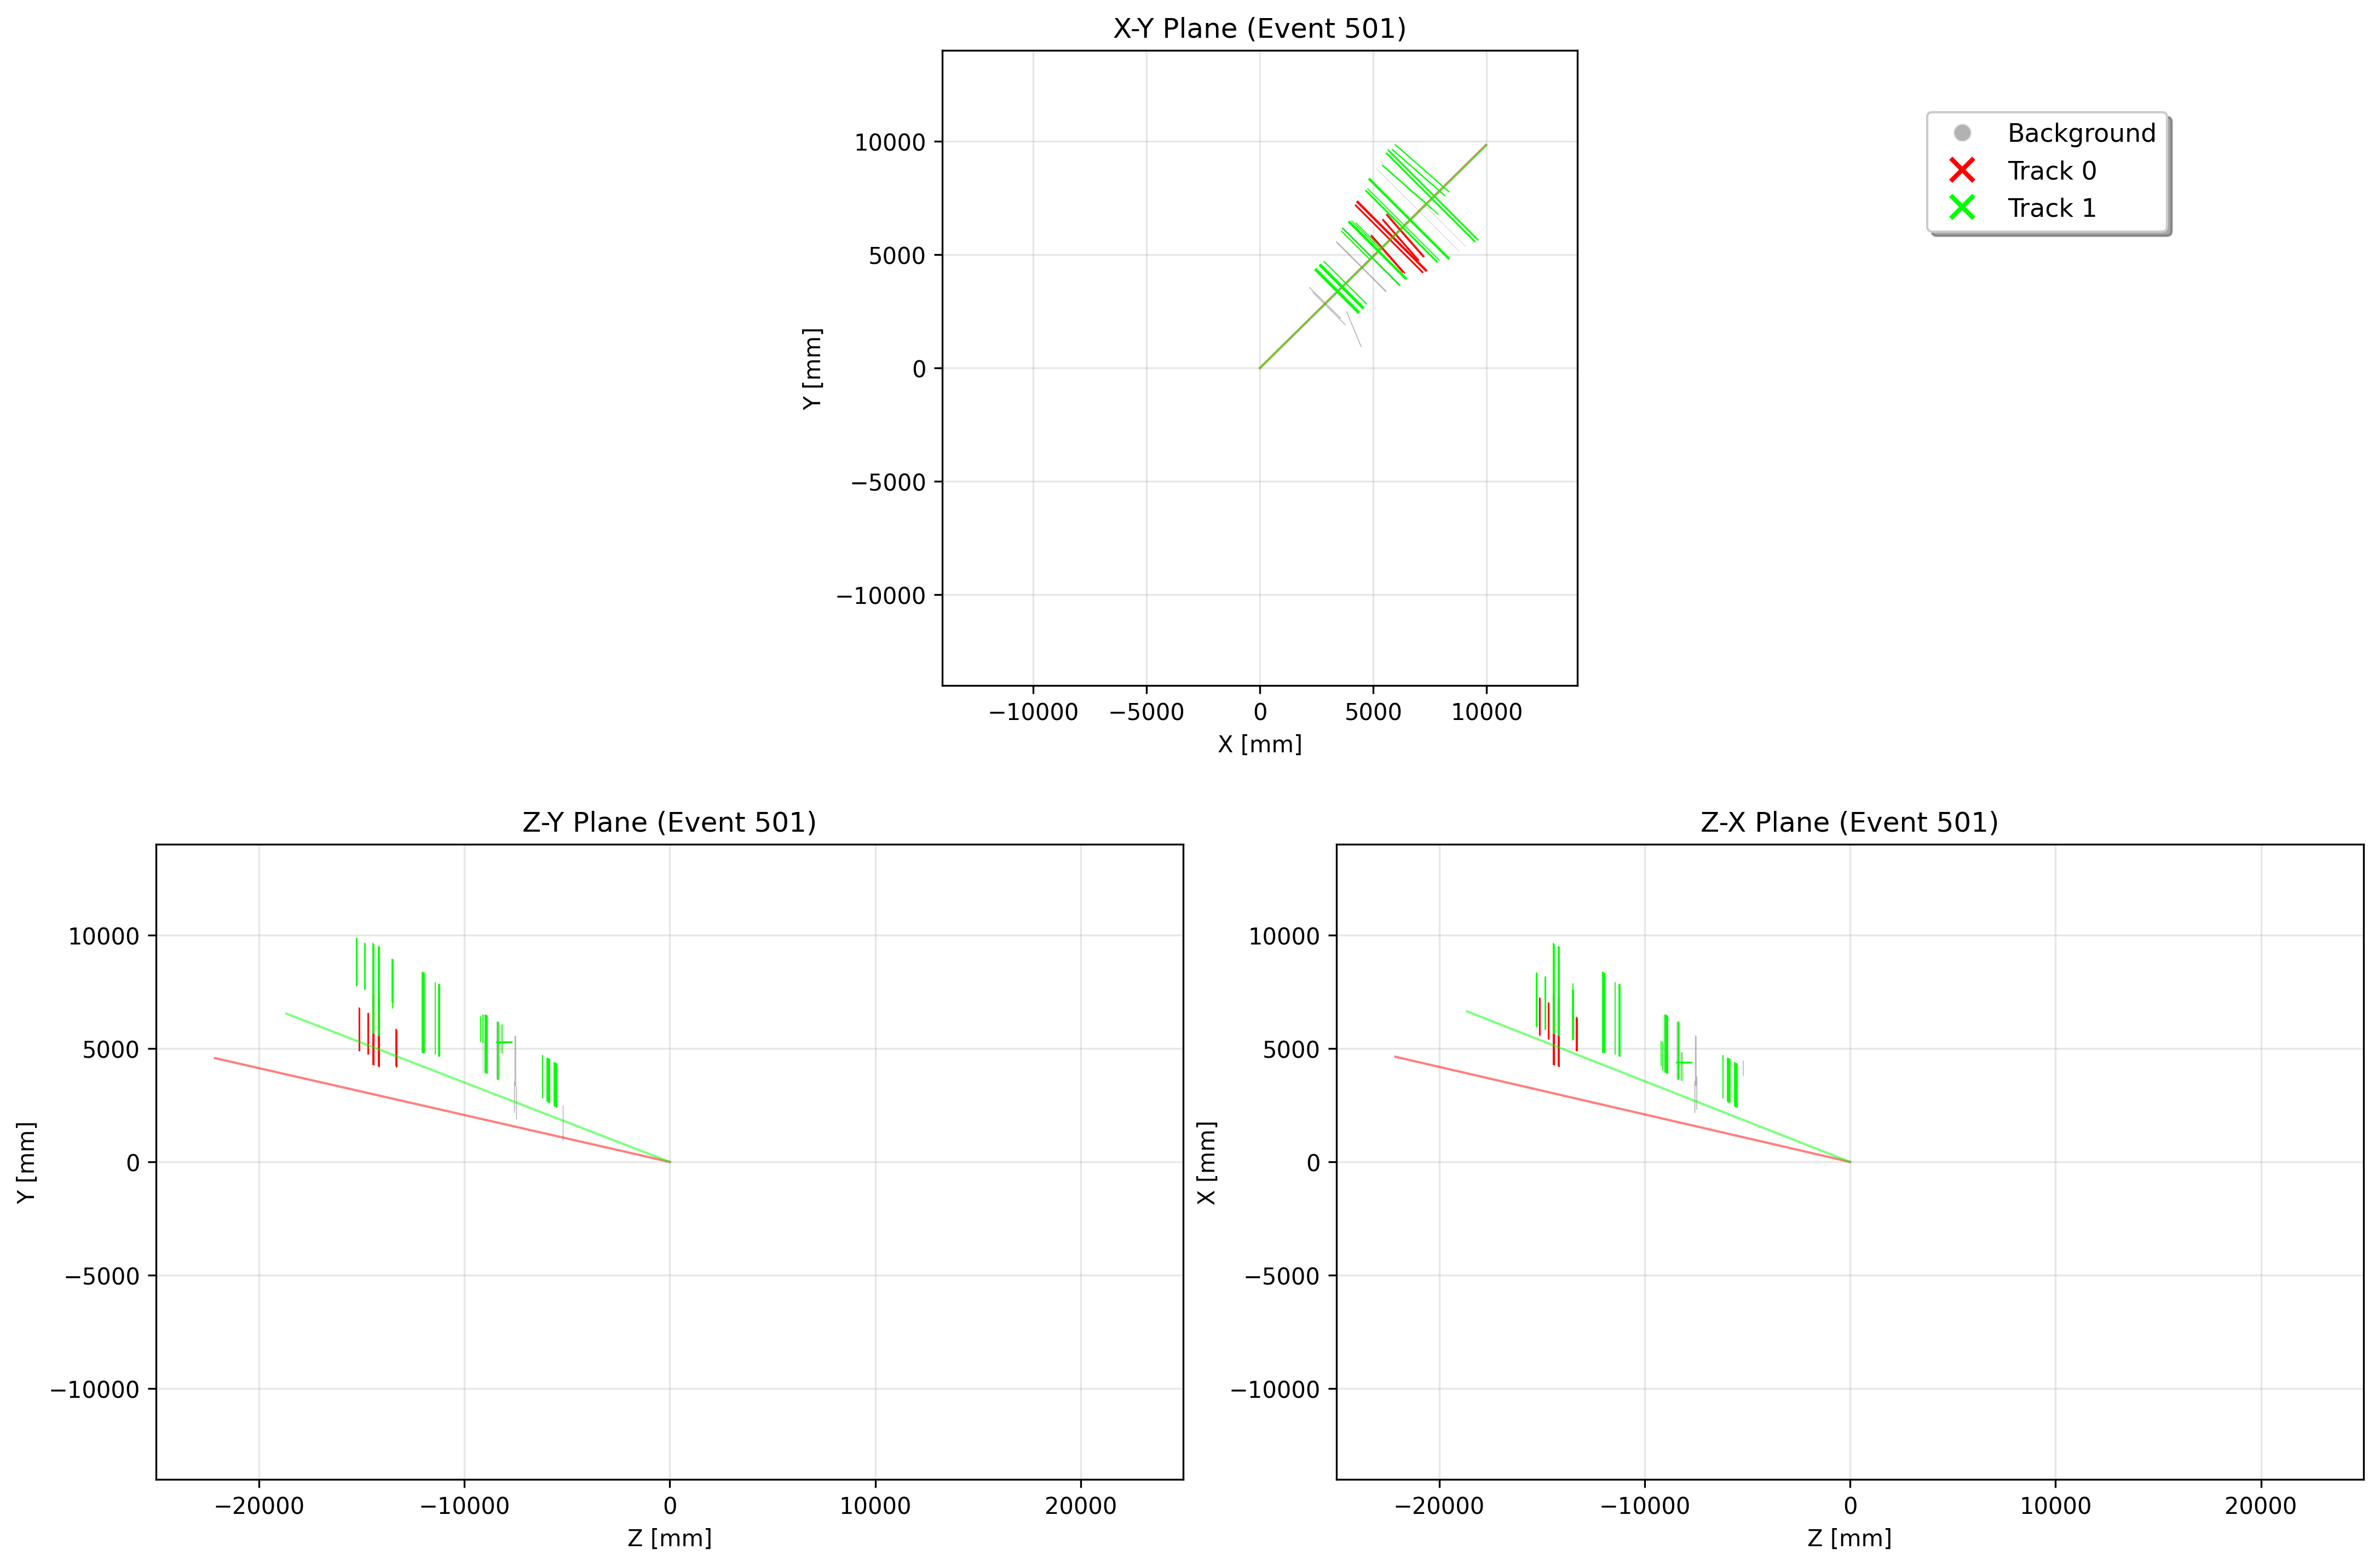 X-Y Plane (Event 501)
10000
5000
0
−5000
−10000
Y [mm]
−10000 −5000 0 5000 10000
X [mm]
Background
Track 0
Track 1
Z-Y Plane (Event 501)
10000
5000
0
−5000
−10000
Y [mm]
−20000 −10000 0 10000 20000
Z [mm]
Z-X Plane (Event 501)
10000
5000
0
−5000
−10000
X [mm]
−20000 −10000 0 10000 20000
Z [mm]